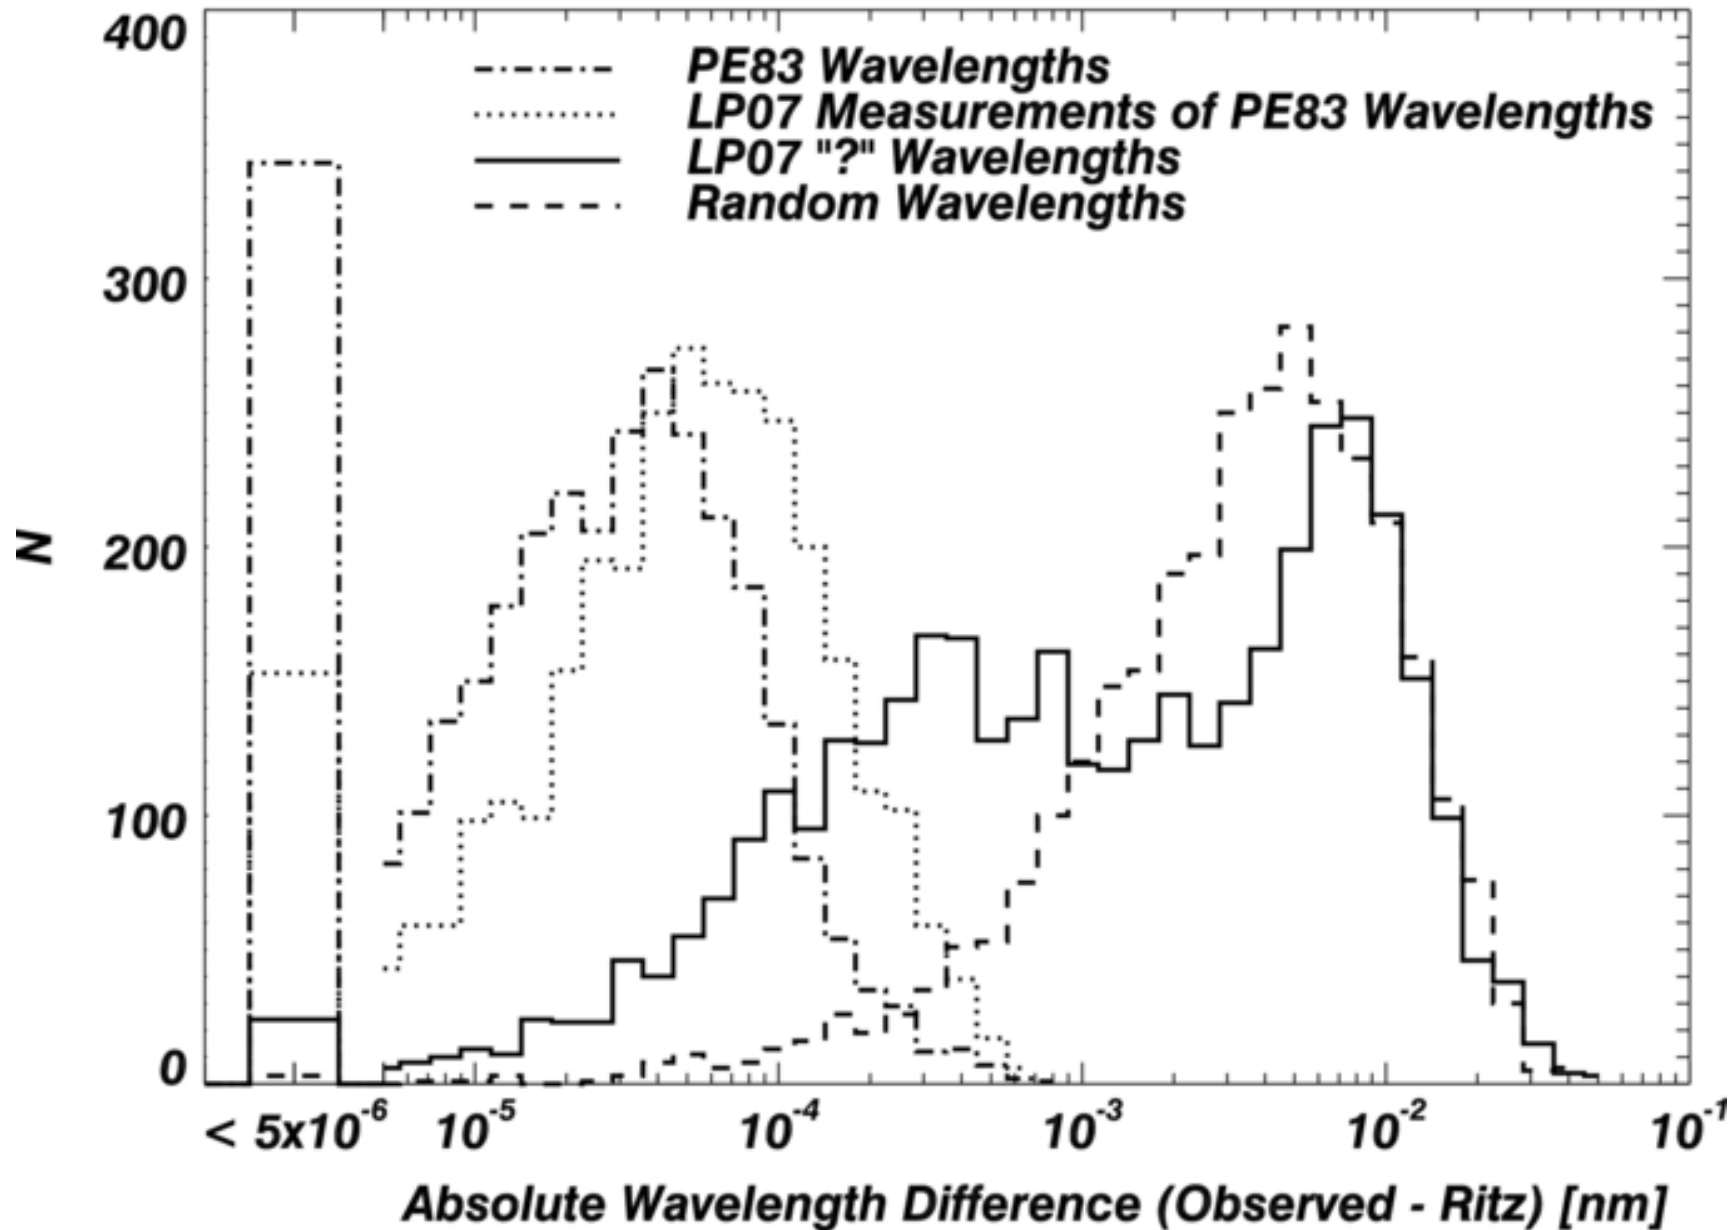 400
300
200
100
0
N
PE83 Wavelengths
LP07 Measurements of PE83 Wavelengths
LP07 "?" Wavelengths
Random Wavelengths
< 5x10^-6
10^-5
10^-4
10^-3
10^-2
10^-1
Absolute Wavelength Difference (Observed - Ritz) [nm]